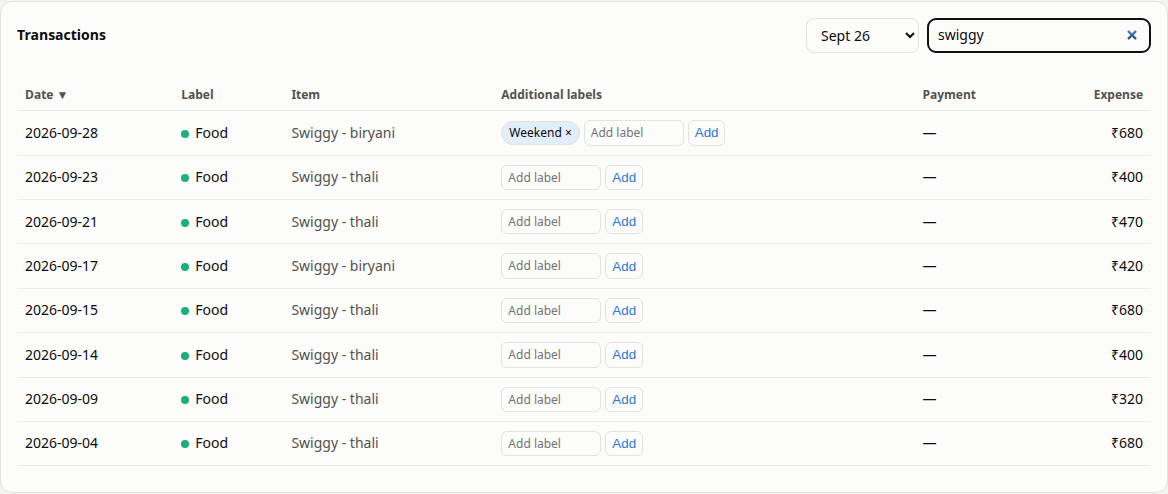 Transactions Sept 26 swiggy ×
Date ▼ Label Item Additional labels Payment Expense
2026-09-28 Food Swiggy - biryani Weekend × Add label Add — ₹680
2026-09-23 Food Swiggy - thali Add label Add — ₹400
2026-09-21 Food Swiggy - thali Add label Add — ₹470
2026-09-17 Food Swiggy - biryani Add label Add — ₹420
2026-09-15 Food Swiggy - thali Add label Add — ₹680
2026-09-14 Food Swiggy - thali Add label Add — ₹400
2026-09-09 Food Swiggy - thali Add label Add — ₹320
2026-09-04 Food Swiggy - thali Add label Add — ₹680